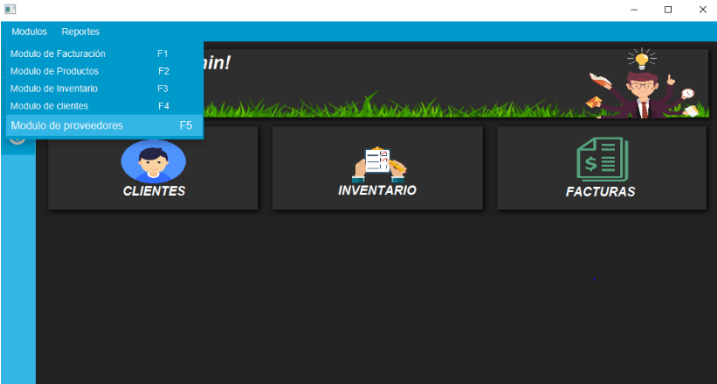 Modulos Reportes
Modulo de Facturación F1
Modulo de Productos F2
Modulo de Inventario F3
Modulo de clientes F4
Modulo de proveedores F5
CLIENTES INVENTARIO FACTURAS